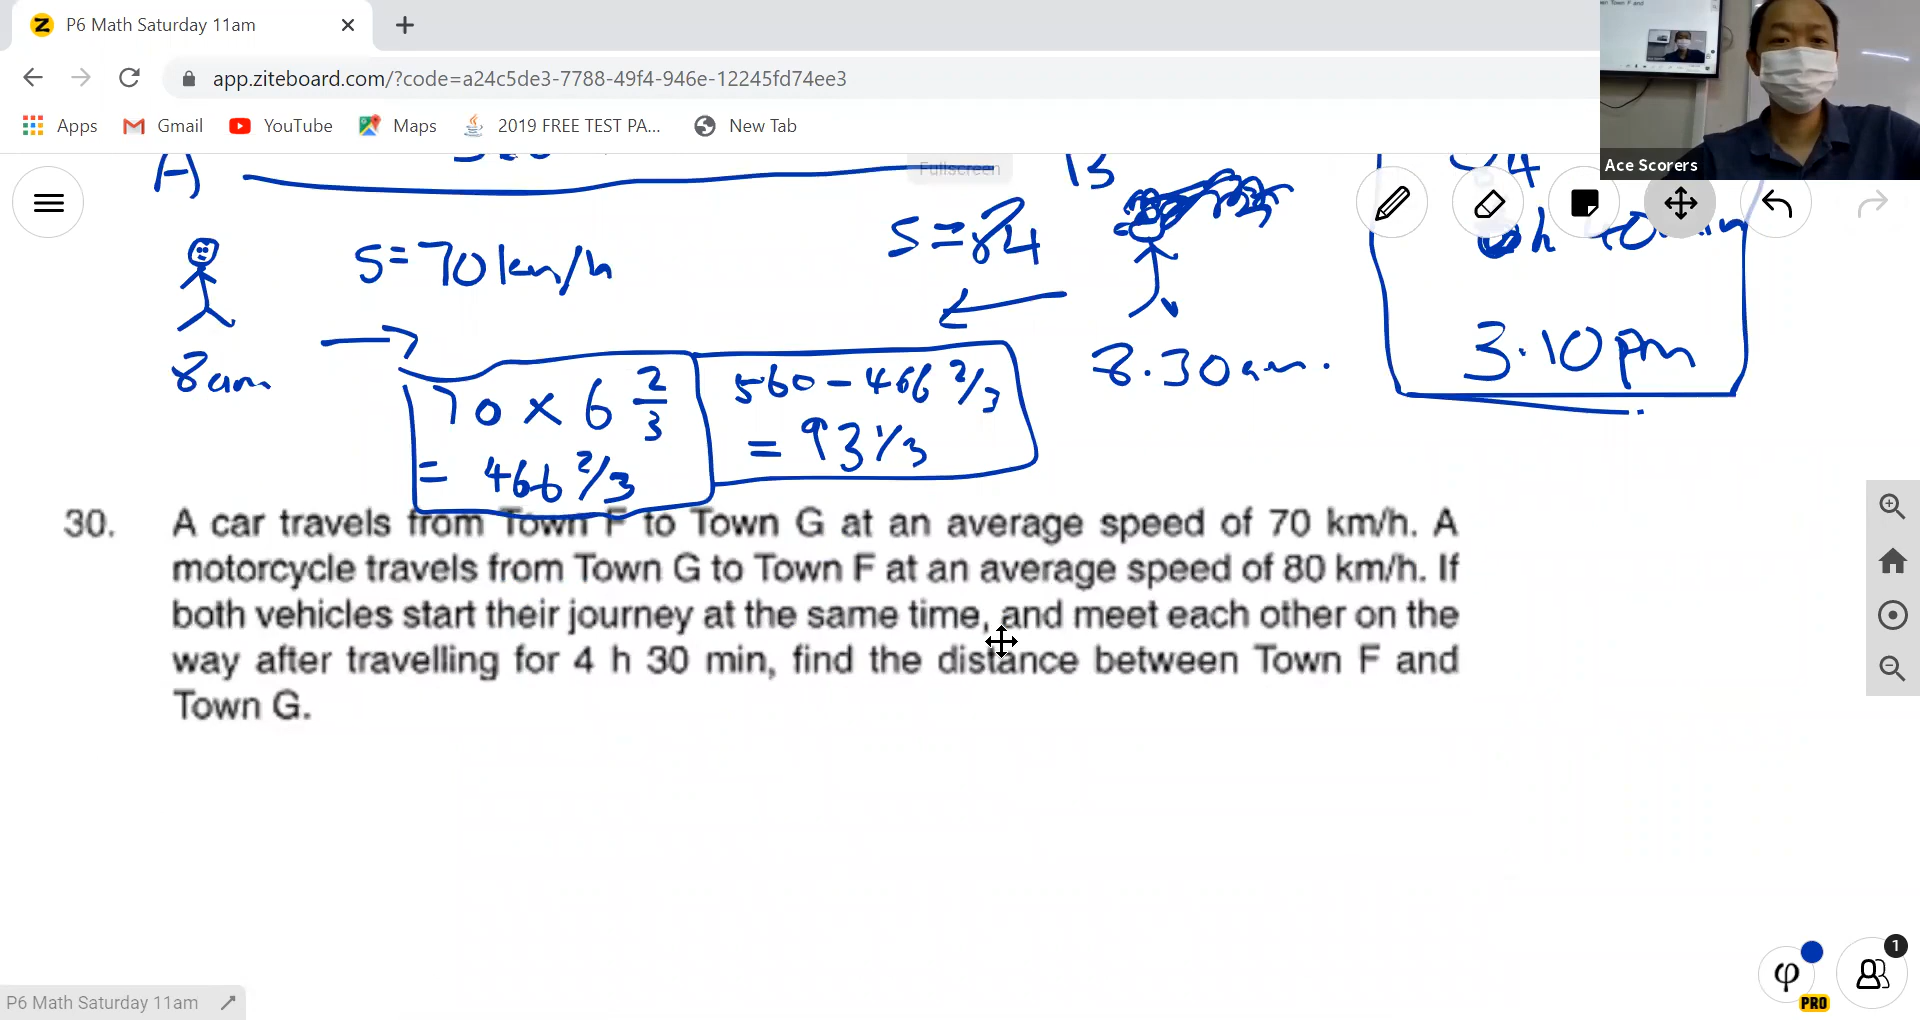 P6 Math Saturday 11am
app.ziteboard.com/?code=a24c5de3-7788-49f4-946e-12245fd74ee3
Apps Gmail YouTube Maps 2019 FREE TEST PA... New Tab
Ace Scorers
Fullscreen
A
B
84
s=70km/h
s=84
8am
8.30am.
3.10pm
70 × 6 2/3
= 466 2/3
560 - 466 2/3
= 93 1/3
30. A car travels from Town F to Town G at an average speed of 70 km/h. A
motorcycle travels from Town G to Town F at an average speed of 80 km/h. If
both vehicles start their journey at the same time, and meet each other on the
way after travelling for 4 h 30 min, find the distance between Town F and
Town G.
1
φ
PRO
P6 Math Saturday 11am